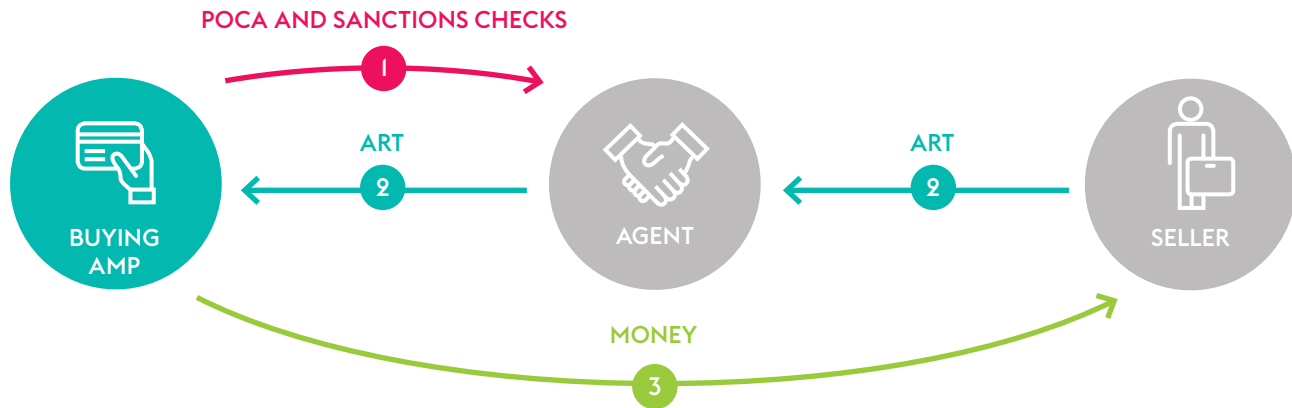 POCA AND SANCTIONS CHECKS
1
ART
2
ART
2
BUYING
AMP
AGENT
SELLER
MONEY
3